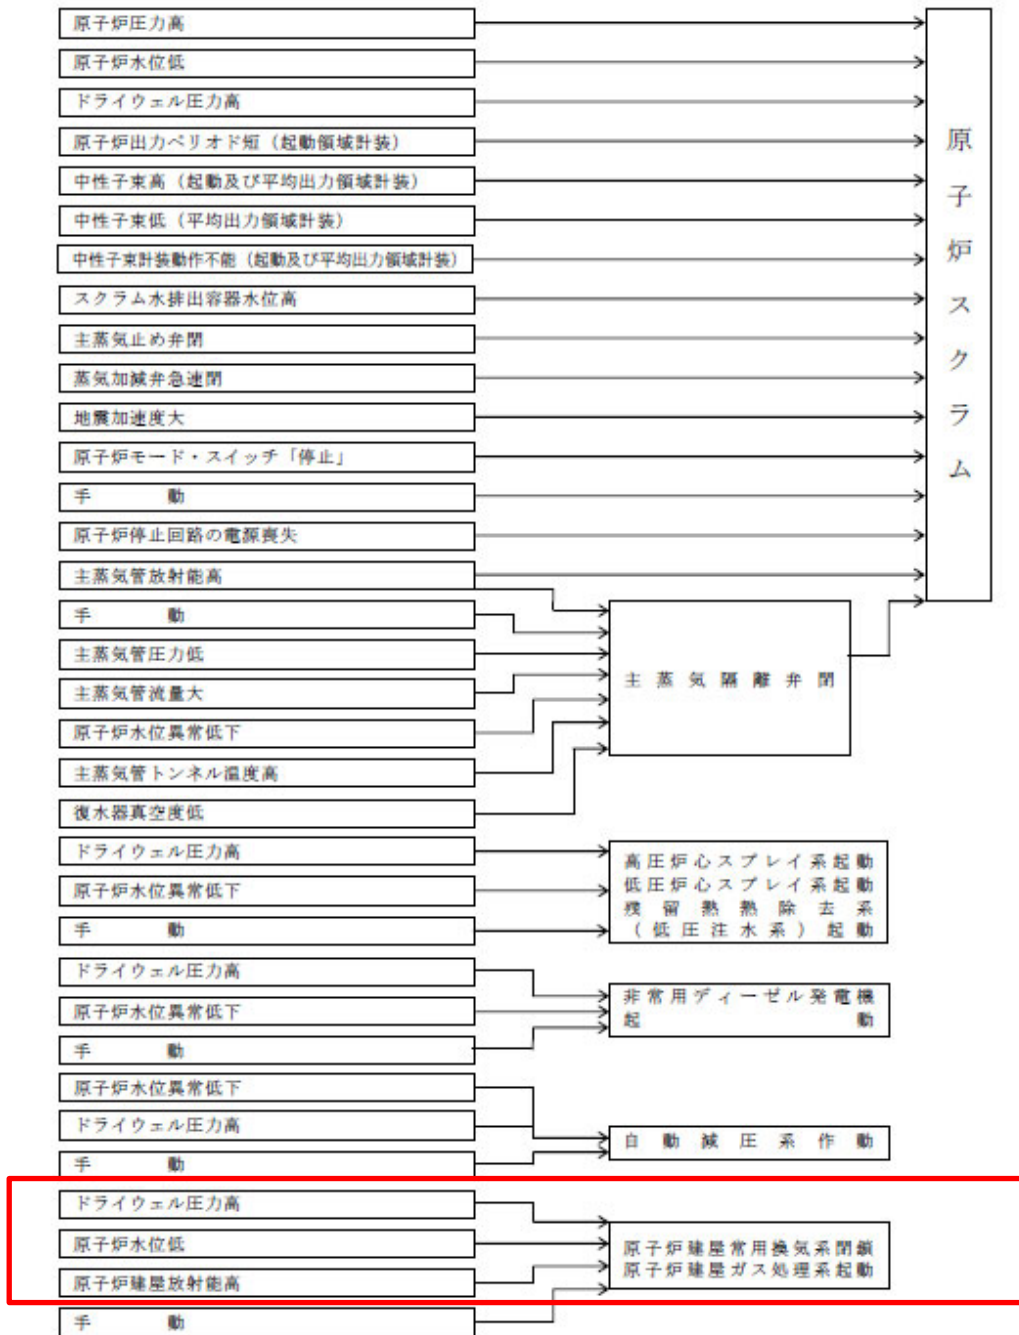 原子炉圧力高
原子炉水位低
ドライウェル圧力高
原子炉出力ペリオド短（起動領域計装）
中性子束高（起動及び平均出力領域計装）
中性子束低（平均出力領域計装）
中性子束計装動作不能（起動及び平均出力領域計装）
スクラム水排出容器水位高
主蒸気止め弁閉
蒸気加減弁急速閉
地震加速度大
原子炉モード・スイッチ「停止」
手動
原子炉停止回路の電源喪失
主蒸気管放射能高
原子炉スクラム
手動
主蒸気管圧力低
主蒸気管流量大
原子炉水位異常低下
主蒸気管トンネル温度高
復水器真空度低
主蒸気隔離弁閉
ドライウェル圧力高
原子炉水位異常低下
手動
高圧炉心スプレイ系起動
低圧炉心スプレイ系起動
残留熱熱除去系
（低圧注水系）起動
ドライウェル圧力高
原子炉水位異常低下
手動
非常用ディーゼル発電機
起動
原子炉水位異常低下
ドライウェル圧力高
手動
自動減圧系作動
ドライウェル圧力高
原子炉水位低
原子炉建屋放射能高
手動
原子炉建屋常用換気系閉鎖
原子炉建屋ガス処理系起動